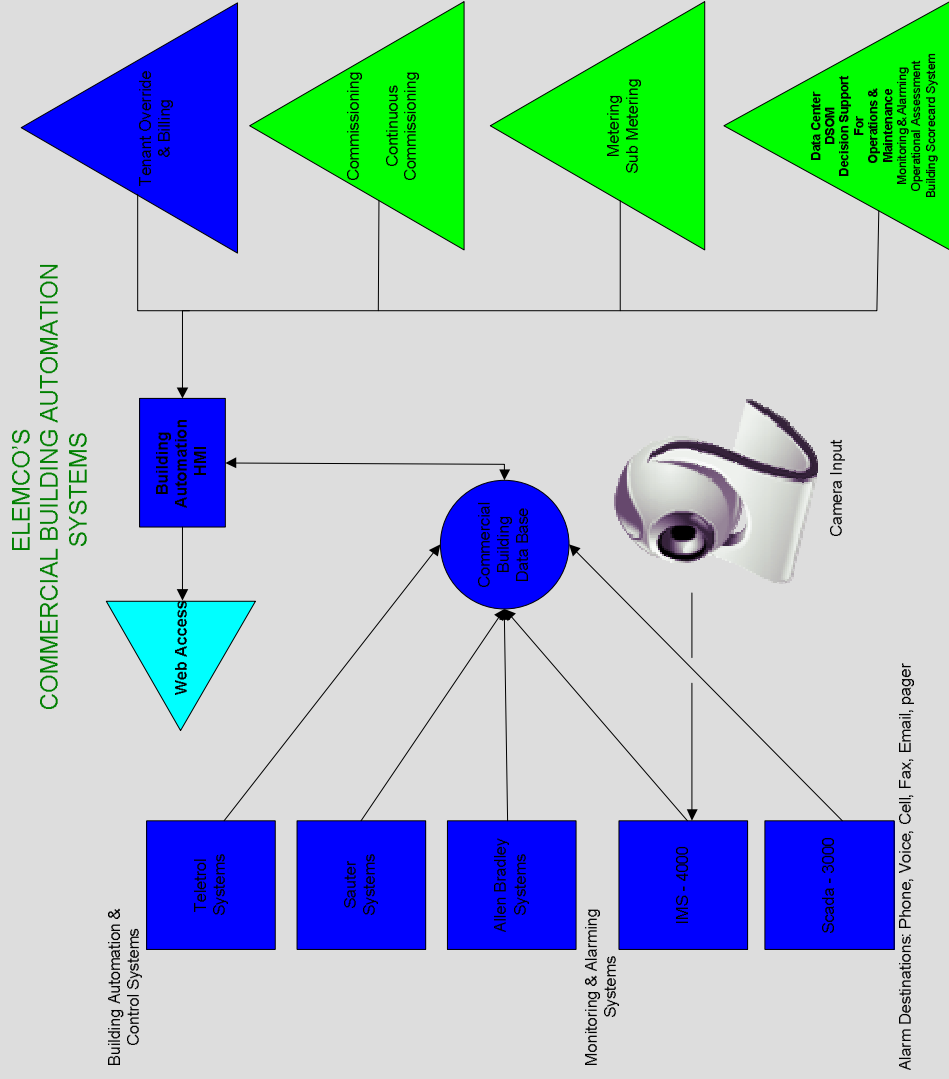 ELEMCO'S
COMMERCIAL BUILDING AUTOMATION
SYSTEMS
Building Automation &
Control Systems
Teletrol
Systems
Sauter
Systems
Allen Bradley
Systems
Monitoring & Alarming
Systems
IMS - 4000
Scada - 3000
Alarm Destinations: Phone, Voice, Cell, Fax, Email, pager
Web Access
Commercial
Building
Data Base
Camera Input
Building
Automation
HMI
Tenant Override
& Billing
Commissioning
Continuous
Commissioning
Metering
Sub Metering
Data Center
DSOM
Decision Support
For
Operations &
Maintenance
Monitoring & Alarming
Operational Assessment
Building Scorecard System